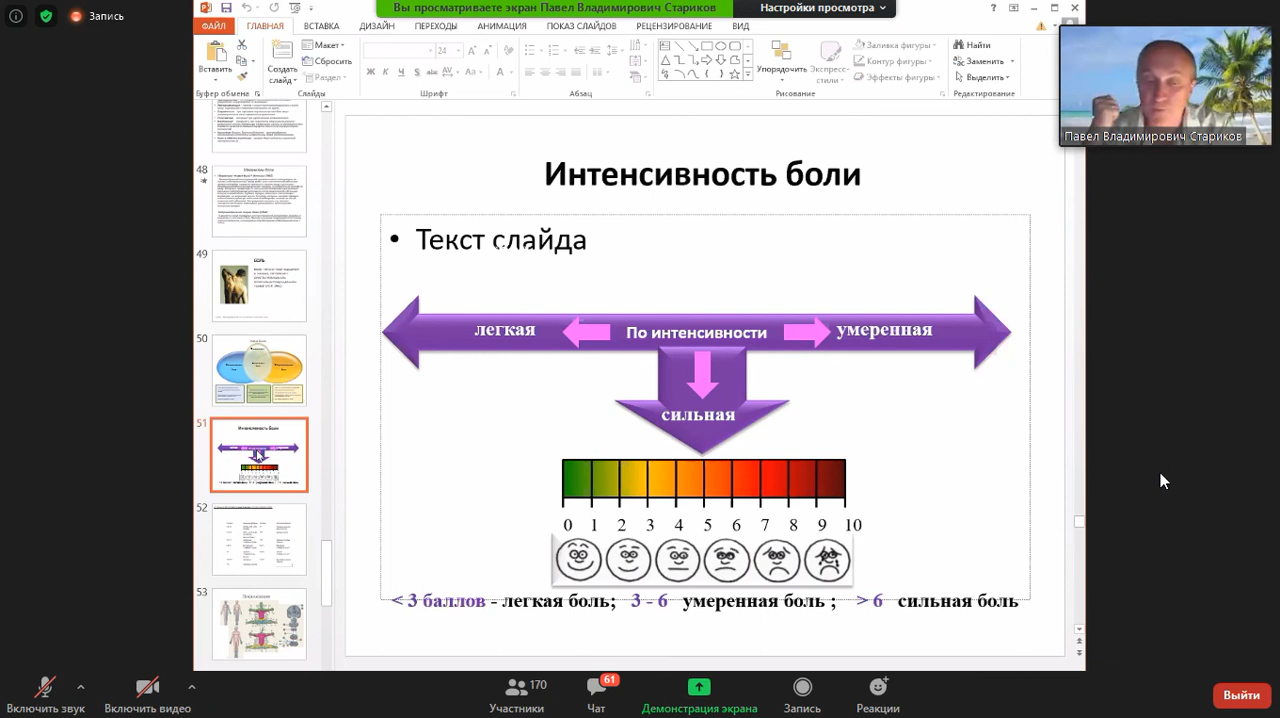 Запись
Вы просматриваете экран Павел Владимирович Стариков
Настройки просмотра
ФАЙЛ ГЛАВНАЯ ВСТАВКА ДИЗАЙН ПЕРЕХОДЫ АНИМАЦИЯ ПОКАЗ СЛАЙДОВ РЕЦЕНЗИРОВАНИЕ ВИД
Вставить
Создать слайд
Макет
Сбросить
Раздел
24
Упорядочить
Экспресс-стили
Заливка фигуры
Контур фигуры
Эффекты фигуры
Найти
Заменить
Выделить
Буфер обмена Слайды Шрифт Абзац Рисование Редактирование
Павел Владимирович Стариков
48
49
50
51
52
53
Интенсивность боли
• Текст слайда
легкая По интенсивности умеренная
сильная
0 1 2 3 6 7 8 9 10
< 3 баллов - легкая боль; 3 - 6 умеренная боль ; > 6 сильная боль
Включить звук
Включить видео
170
Участники
61
Чат
Демонстрация экрана
Запись
Реакции
Выйти